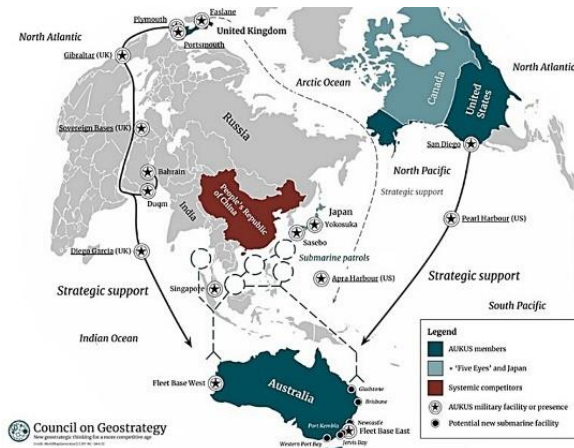 Faslane
Plymouth
United Kingdom
Portsmouth
North Atlantic
Gibraltar (UK)
Arctic Ocean
North Atlantic
Canada
United States
Russia
Sovereign Bases (UK)
San Diego
North Pacific
Strategic support
Bahrain
Duqm
India
People's Republic of China
Japan
Yokosuka
Sasebo
Pearl Harbour (US)
Submarine patrols
Diego Garcia (UK)
Apra Harbour (US)
Strategic support
Singapore
Strategic support
South Pacific
Indian Ocean
Legend
AUKUS members
+ 'Five Eyes' and Japan
Systemic competitors
AUKUS military facility or presence
Potential new submarine facility
Fleet Base West
Australia
Gladstone
Brisbane
Newcastle
Port Kembla
Fleet Base East
Jervis Bay
Western Port Bay
Council on Geostrategy
New geostrategic thinking for a more competitive age